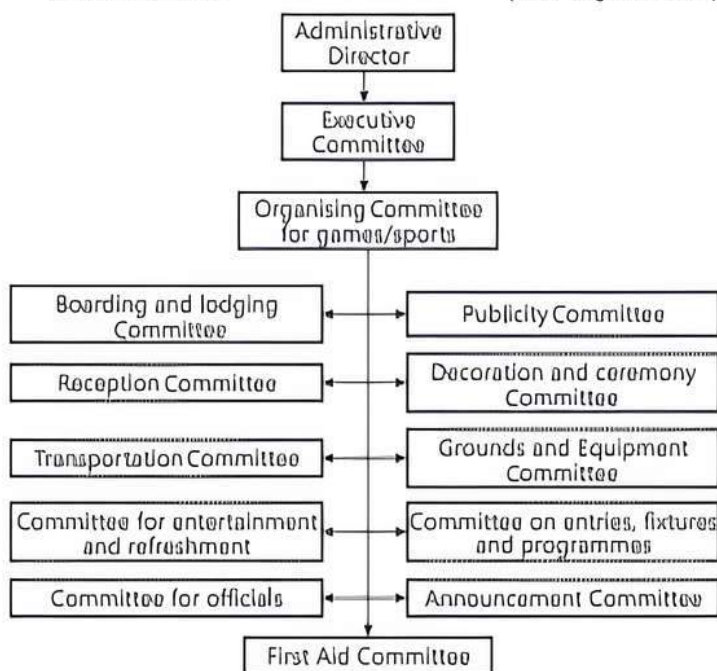 Administrative
Director
Executive
Committee
Organising Committee
for games/sports
Boarding and lodging
Committee
Publicity Committee
Reception Committee
Decoration and ceremony
Committee
Transportation Committee
Grounds and Equipment
Committee
Committee for entertainment
and refreshment
Committee on entries, fixtures
and programmes
Committee for officials
Announcement Committee
First Aid Committee